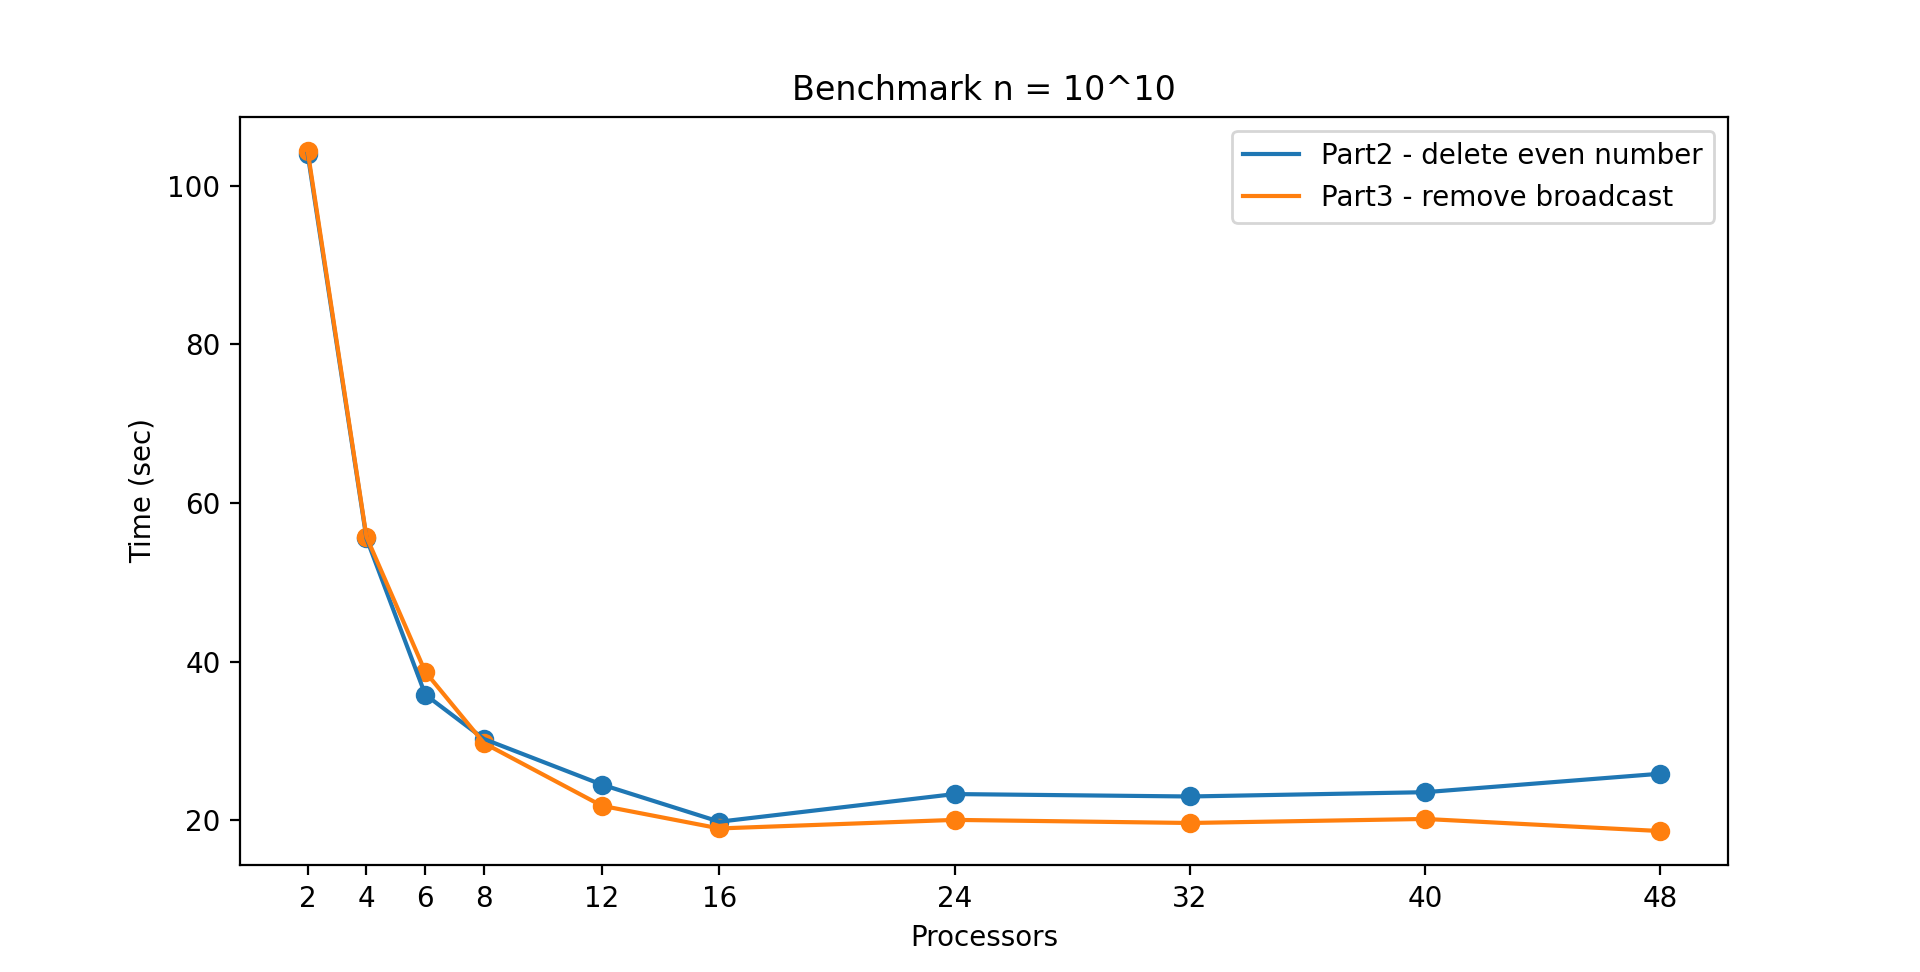 Benchmark n = 10^10
Part2 - delete even number
Part3 - remove broadcast
100
80
60
40
20
Time (sec)
2 4 6 8 12 16 24 32 40 48
Processors